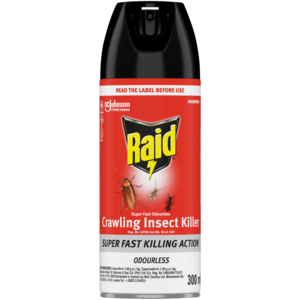 READ THE LABEL BEFORE USE
SC Johnson
Raid
Super Fast Odourless
Crawling Insect Killer
SUPER FAST KILLING ACTION
ODOURLESS
300 m